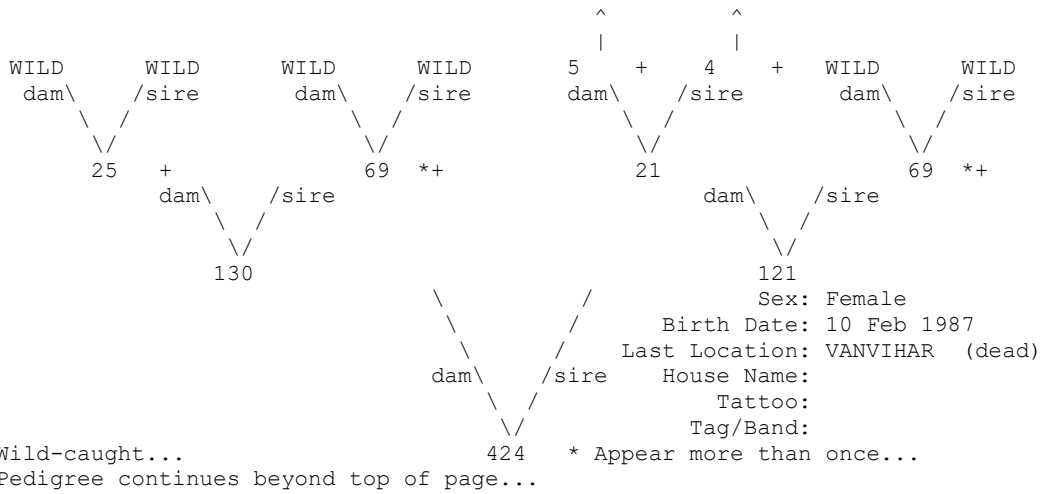 ^ ^
| |
WILD WILD WILD WILD 5 + 4 + WILD WILD
dam\ /sire dam\ /sire dam\ /sire dam\ /sire
\ / \ / \ / \ /
\/ \/ \/ \/
25 + 69 *+ 21 69 *+
dam\ /sire dam\ /sire
\ / \ /
\/ \/
130 121
\ / Sex: Female
\ / Birth Date: 10 Feb 1987
\ / Last Location: VANVIHAR (dead)
dam\ /sire House Name:
\ / Tattoo:
\/ Tag/Band:
Wild-caught... 424 * Appear more than once...
Pedigree continues beyond top of page...